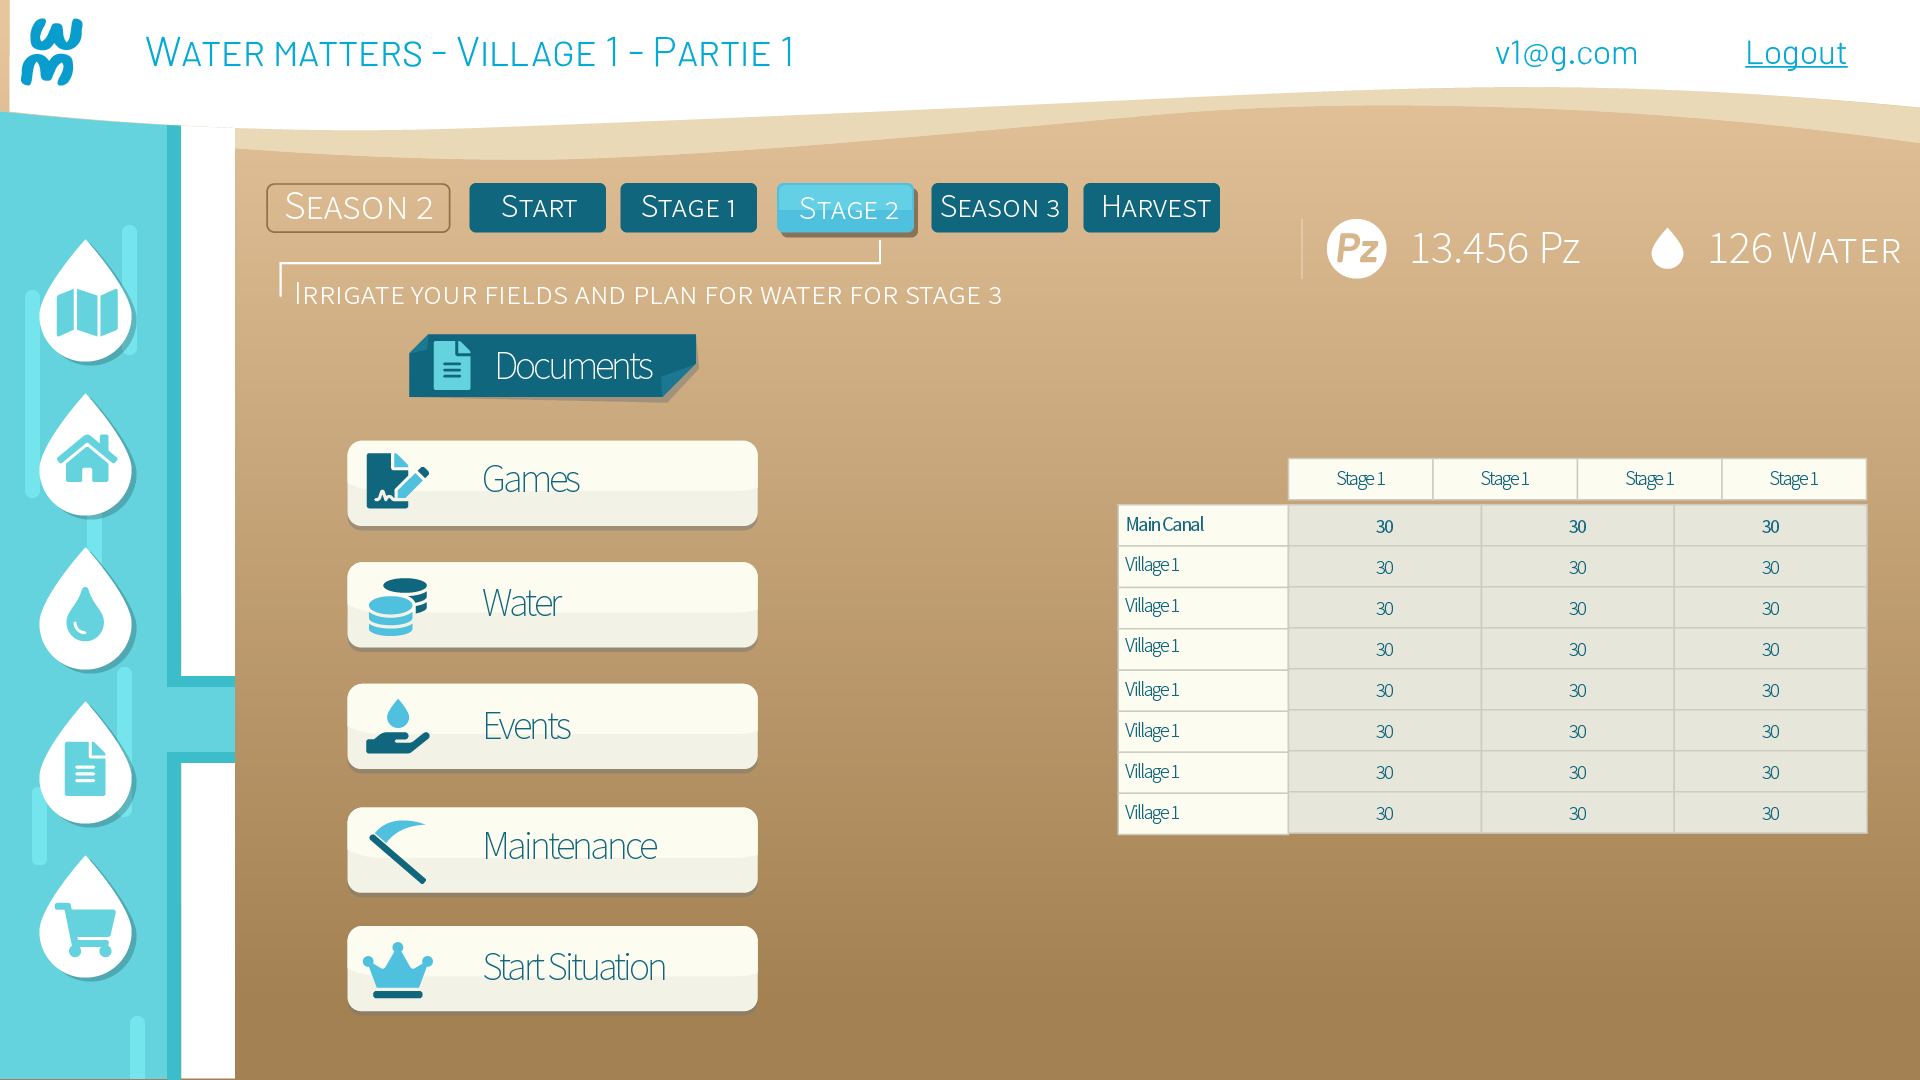 WM
WATER MATTERS - VILLAGE 1 - PARTIE 1
v1@g.com
Logout
SEASON 2
START
STAGE 1
STAGE 2
SEASON 3
HARVEST
Pz
13.456 Pz
126 WATER
IRRIGATE YOUR FIELDS AND PLAN FOR WATER FOR STAGE 3
Documents
Games
Water
Events
Maintenance
Start Situation
Stage 1 Stage 1 Stage 1 Stage 1
Main Canal 30 30 30
Village 1 30 30 30
Village 1 30 30 30
Village 1 30 30 30
Village 1 30 30 30
Village 1 30 30 30
Village 1 30 30 30
Village 1 30 30 30